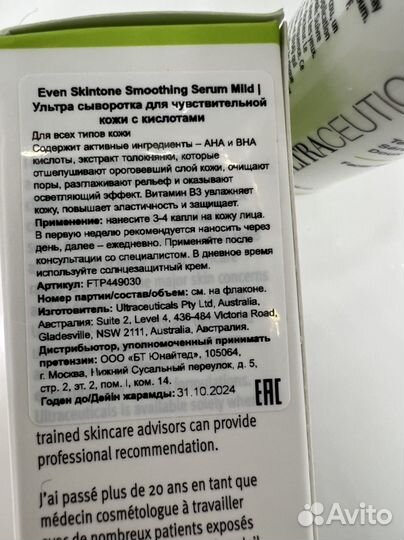 Even Skintone Smoothing Serum Mild |
Ультра сыворотка для чувствительной
кожи с кислотами
Для всех типов кожи
Содержит активные ингредиенты – AHA и BHA
кислоты, экстракт толокнянки, которые
отшелушивают ороговевший слой кожи, очищают
поры, разглаживают рельеф и оказывают
осветляющий эффект. Витамин B3 увлажняет
кожу, повышает эластичность и защищает.
Применение: нанесите 3-4 капли на кожу лица.
В первую неделю рекомендуется наносить через
день, далее – ежедневно. Применяйте после
консультации со специалистом. В дневное время
используйте солнцезащитный крем.
Артикул: FTP449030
Номер партии/состав/объем: см. на флаконе.
Изготовитель: Ultraceuticals Pty Ltd, Australia,
Австралия: Suite 2, Level 4, 436-484 Victoria Road,
Gladesville, NSW 2111, Australia, Австралия.
Дистрибьютор, уполномоченный принимать
претензии: ООО «БТ Юнайтед», 105064,
г. Москва, Нижний Сусальный переулок, д. 5,
стр. 2, эт. 2, пом. I, ком. 14.
Годен до/Дейін жарамды: 31.10.2024
EAC
trained skincare advisors can provide
professional recommendation.
J'ai passé plus de 20 ans en tant que
médecin cosmétologue à travailler
avec de nombreux patients exposés
LTRACEUTIC
Avito